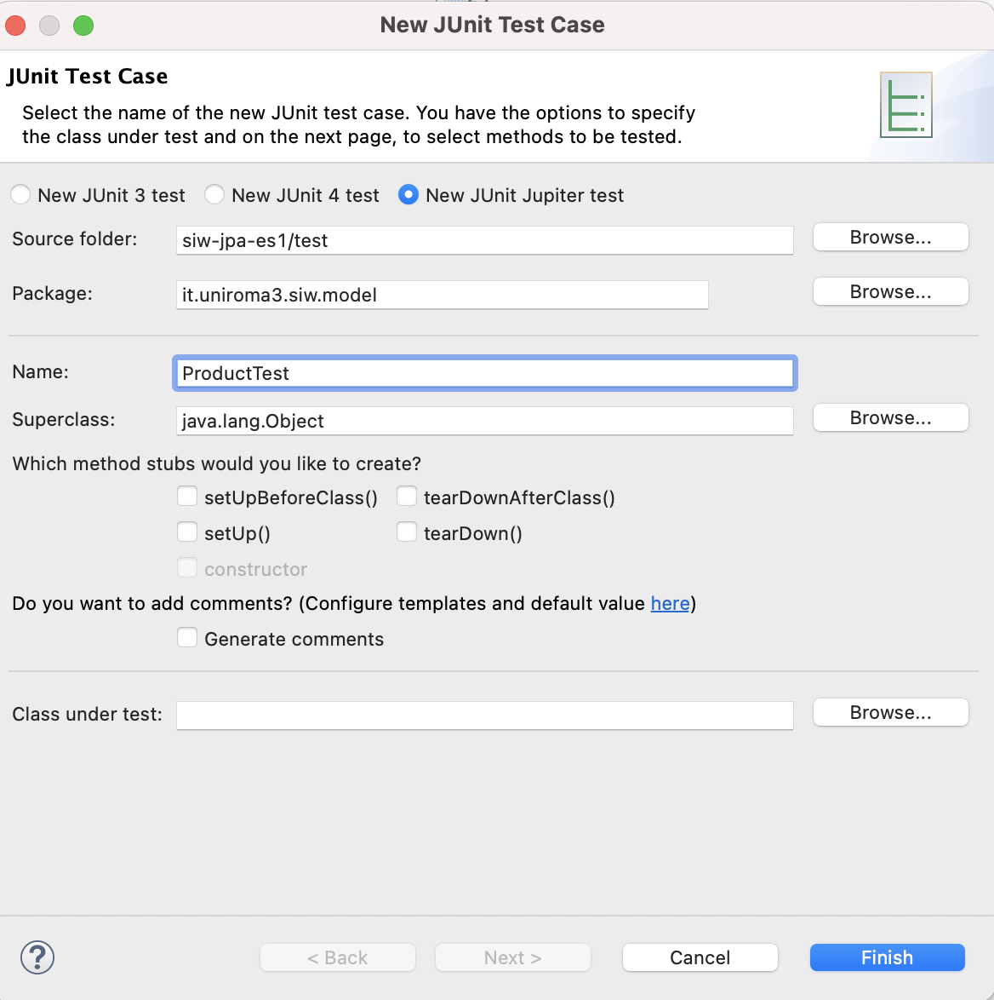 New JUnit Test Case
JUnit Test Case
Select the name of the new JUnit test case. You have the options to specify
the class under test and on the next page, to select methods to be tested.
New JUnit 3 test New JUnit 4 test New JUnit Jupiter test
Source folder: siw-jpa-es1/test Browse...
Package: it.uniroma3.siw.model Browse...
Name: ProductTest
Superclass: java.lang.Object Browse...
Which method stubs would you like to create?
setUpBeforeClass() tearDownAfterClass()
setUp() tearDown()
constructor
Do you want to add comments? (Configure templates and default value here)
Generate comments
Class under test: Browse...
? < Back Next > Cancel Finish